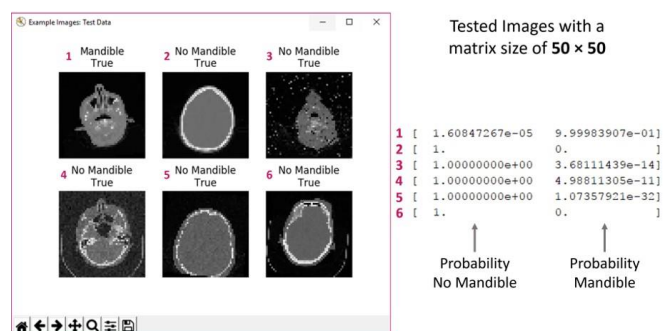 Example Images: Test Data
1 Mandible
True
2 No Mandible
True
3 No Mandible
True
4 No Mandible
True
5 No Mandible
True
6 No Mandible
True
Tested Images with a
matrix size of 50 × 50
1 [ 1.60847267e-05 9.99983907e-01]
2 [ 1. 0. ]
3 [ 1.00000000e+00 3.68111439e-14]
4 [ 1.00000000e+00 4.98811305e-11]
5 [ 1.00000000e+00 1.07357921e-32]
6 [ 1. 0. ]
Probability
No Mandible
Probability
Mandible